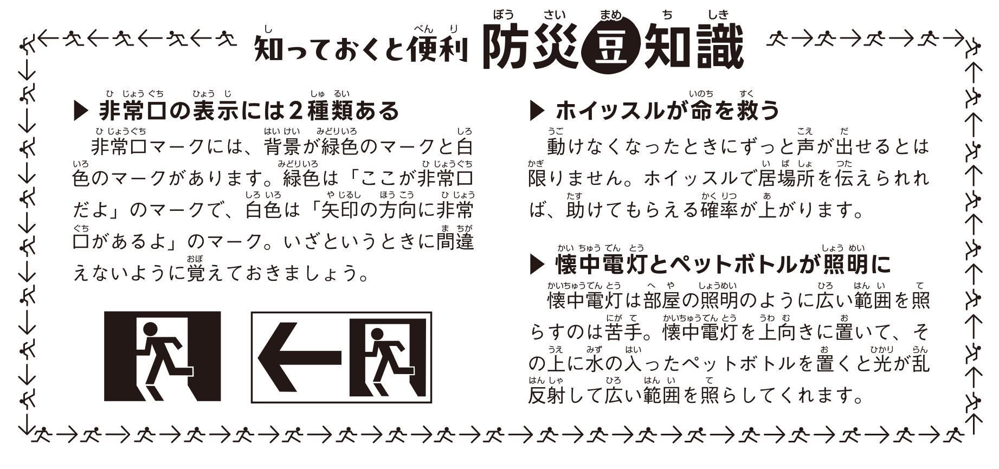 知っておくと便利 防災豆知識
▶非常口の表示には2種類ある
非常口マークには、背景が緑色のマークと白
色のマークがあります。緑色は「ここが非常口
だよ」のマークで、白色は「矢印の方向に非常
口があるよ」のマーク。いざというときに間違
えないように覚えておきましょう。
▶ホイッスルが命を救う
動けなくなったときにずっと声が出せるとは
限りません。ホイッスルで居場所を伝えられれ
ば、助けてもらえる確率が上がります。
▶懐中電灯とペットボトルが照明に
懐中電灯は部屋の照明のように広い範囲を照
らすのは苦手。懐中電灯を上向きに置いて、そ
の上に水の入ったペットボトルを置くと光が乱
反射して広い範囲を照らしてくれます。